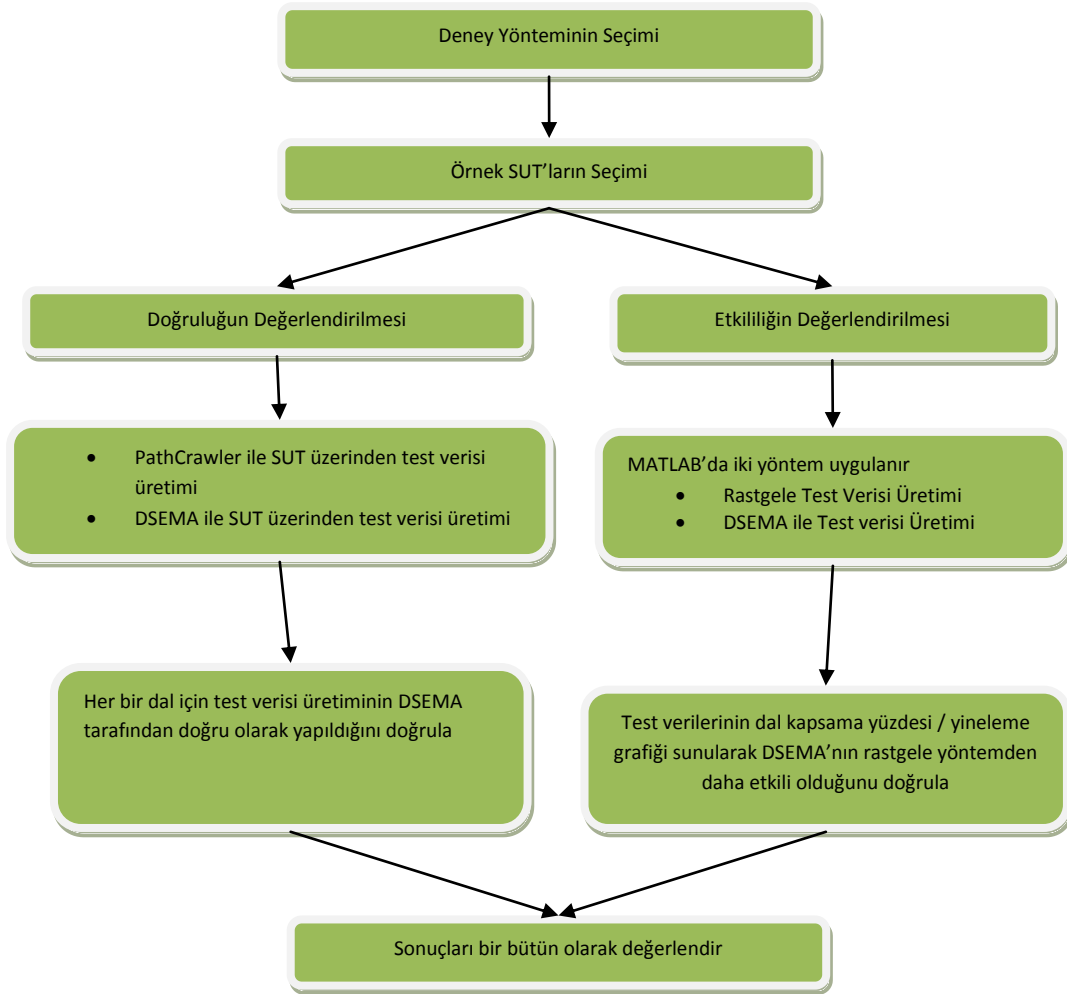 Deney Yönteminin Seçimi
Örnek SUT’ların Seçimi
Doğruluğun Değerlendirilmesi
Etkililiğin Değerlendirilmesi
• PathCrawler ile SUT üzerinden test verisi
üretimi
• DSEMA ile SUT üzerinden test verisi üretimi
MATLAB’da iki yöntem uygulanır
• Rastgele Test Verisi Üretimi
• DSEMA ile Test verisi Üretimi
Her bir dal için test verisi üretiminin DSEMA
tarafından doğru olarak yapıldığını doğrula
Test verilerinin dal kapsama yüzdesi / yineleme
grafiği sunularak DSEMA’nın rastgele yöntemden
daha etkili olduğunu doğrula
Sonuçları bir bütün olarak değerlendir